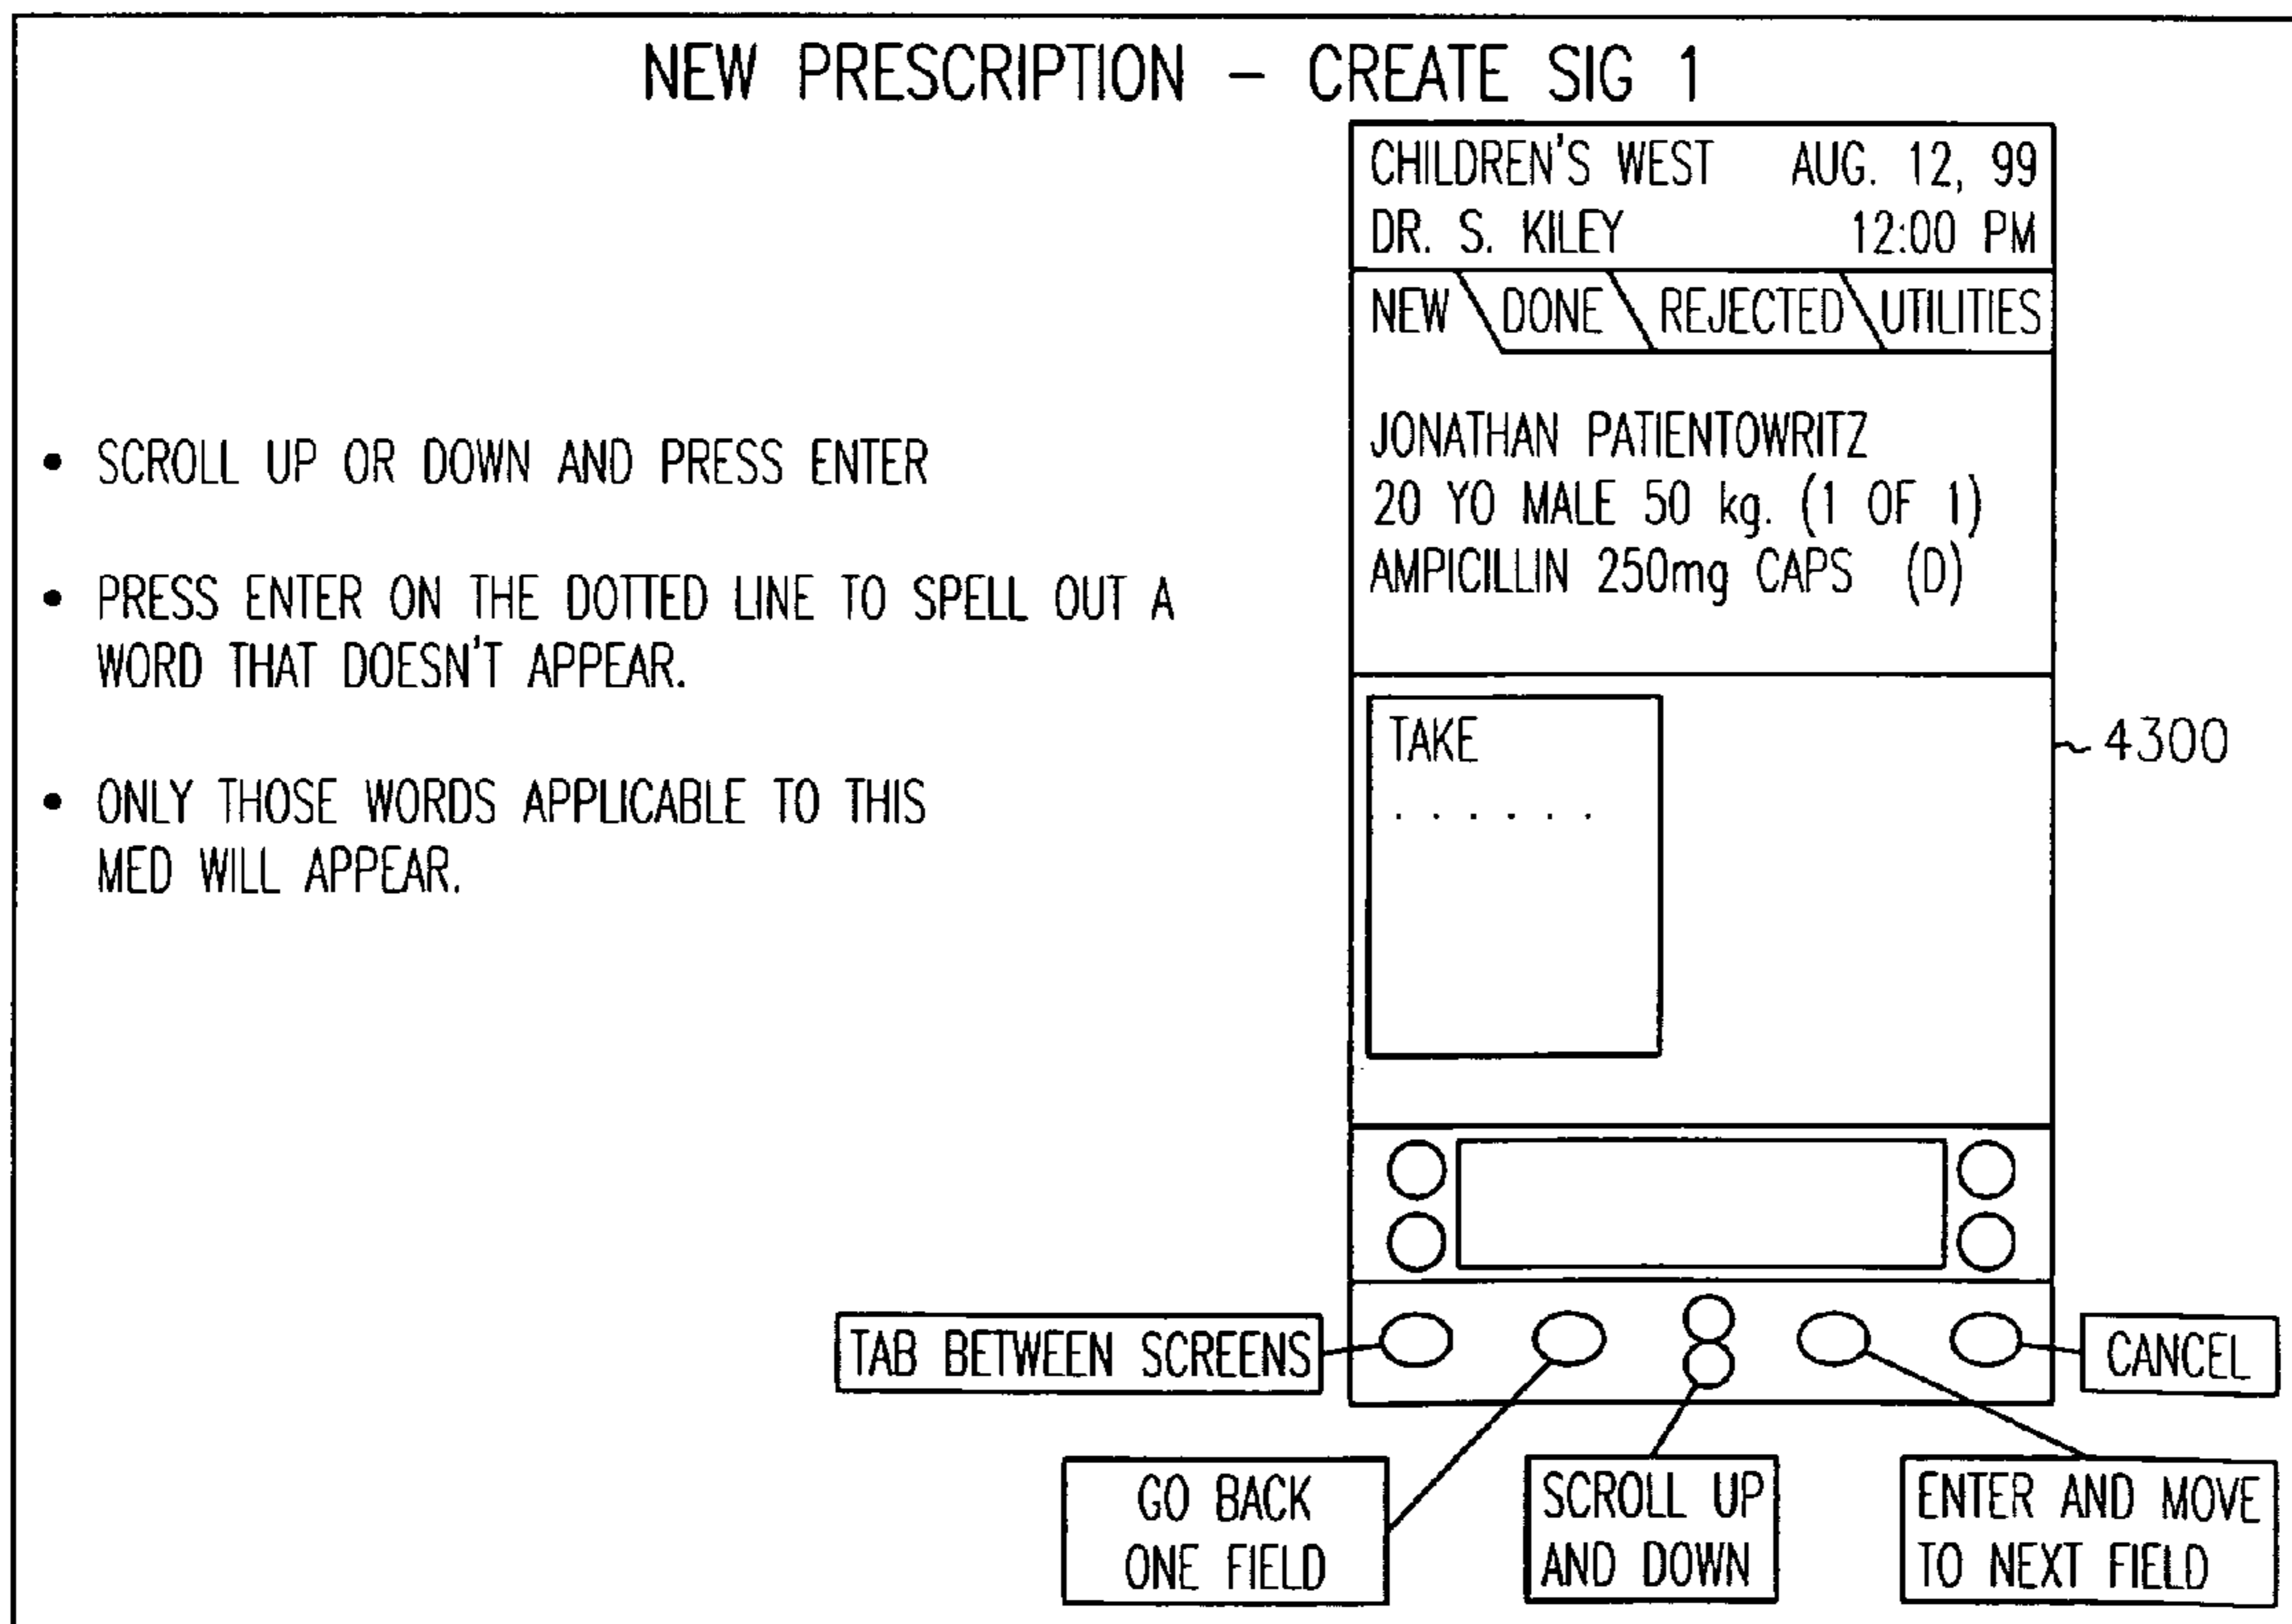 NEW PRESCRIPTION – CREATE SIG 1
• SCROLL UP OR DOWN AND PRESS ENTER
• PRESS ENTER ON THE DOTTED LINE TO SPELL OUT A
WORD THAT DOESN'T APPEAR.
• ONLY THOSE WORDS APPLICABLE TO THIS
MED WILL APPEAR.
CHILDREN'S WEST AUG. 12, 99
DR. S. KILEY 12:00 PM
NEW DONE REJECTED UTILITIES
JONATHAN PATIENTOWRITZ
20 YO MALE 50 kg. (1 OF 1)
AMPICILLIN 250mg CAPS (D)
TAKE
. . . . . .
4300
TAB BETWEEN SCREENS
CANCEL
GO BACK
ONE FIELD
SCROLL UP
AND DOWN
ENTER AND MOVE
TO NEXT FIELD